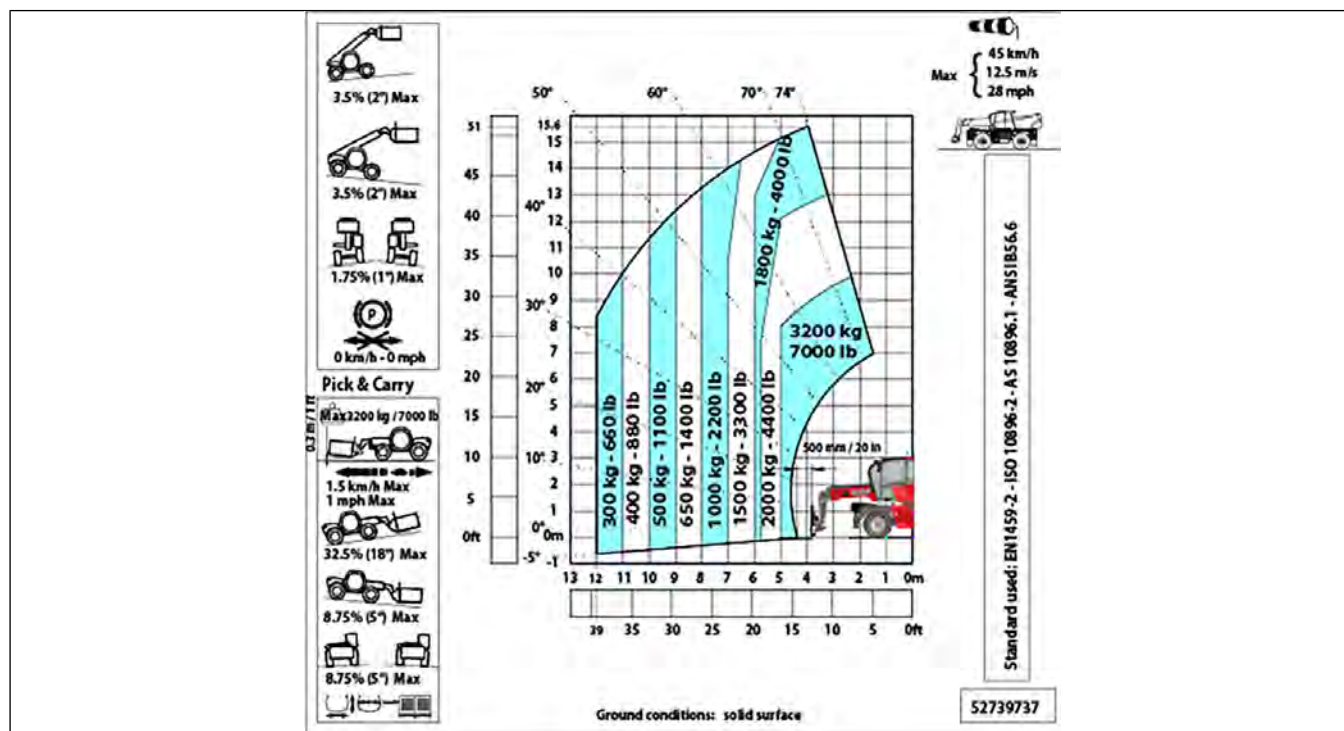 3.5% (2°) Max
3.5% (2°) Max
1.75% (1°) Max
P
0 km/h - 0 mph
Pick & Carry
0.3 m / 1 ft
Max3200 kg / 7000 lb
1.5 km/h Max
1 mph Max
32.5% (18°) Max
8.75% (5°) Max
8.75% (5°) Max
50° 60° 70° 74°
40°
30°
20°
10°
0°
-5°
51
45
40
35
30
25
20
15
10
5
0ft
15.6
15
14
13
12
11
10
9
8
7
6
5
4
3
2
1
0m
-1
300 kg - 660 lb
400 kg - 880 lb
500 kg - 1100 lb
650 kg - 1400 lb
1000 kg - 2200 lb
1500 kg - 3300 lb
2000 kg - 4400 lb
1800 kg - 4000 lb
3200 kg
7000 lb
500 mm / 20 in
13 12 11 10 9 8 7 6 5 4 3 2 1 0m
39 35 30 25 20 15 10 5 0ft
Ground conditions: solid surface
Max
45 km/h
12.5 m/s
28 mph
Standard used: EN1459-2 - ISO 10896-2 - AS 10896.1 - ANSI B56.6
52739737